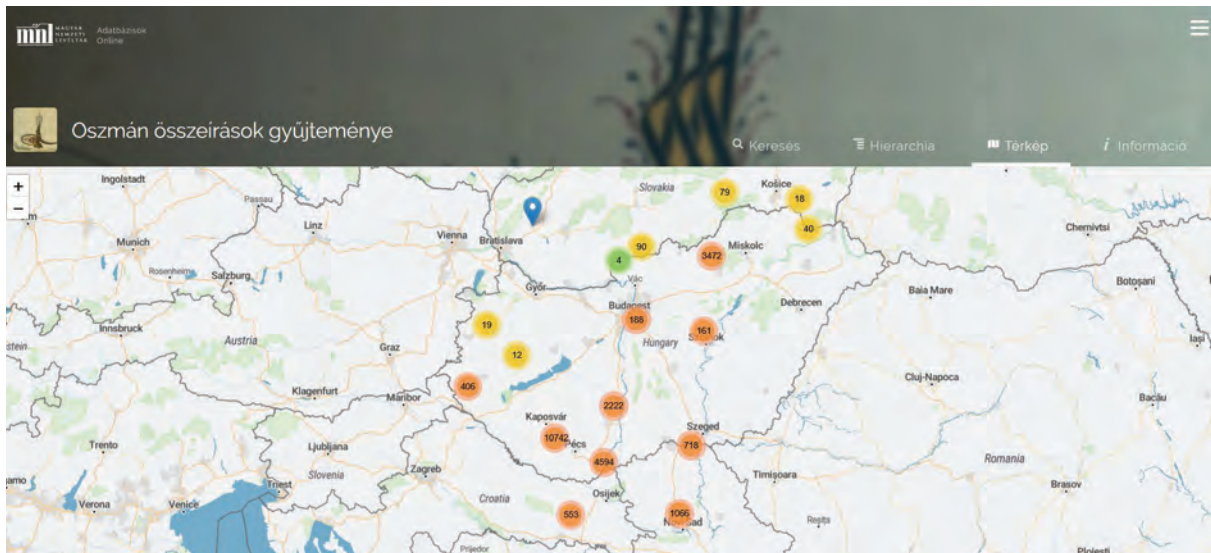 mnl MAGYAR NEMZETI LEVÉLTÁR Adatbázisok Online
Oszmán összeírások gyűjteménye
Keresés Hierarchia Térkép Információ
+
−
Ingolstadt
Passau
Linz
Munich
Vienna
Bratislava
Slovakia
79
Košice
18
40
Chernivtsi
Rosenheim
Salzburg
90
4
3472
Miskolc
Győr
Vác
Baia Mare
Botoșani
Innsbruck
Austria
19
Budapest
188
161
Debrecen
Iași
Graz
12
Hungary
Cluj-Napoca
Klagenfurt
Maribor
406
2222
Kaposvár
10742
Pécs
Szeged
718
Bacău
Trento
Ljubljana
Slovenia
4594
Zagreb
Timișoara
Romania
Verona
Venice
Triest
Croatia
Osijek
553
1066
Brașov
Reșița
Prijedor
Ploiești